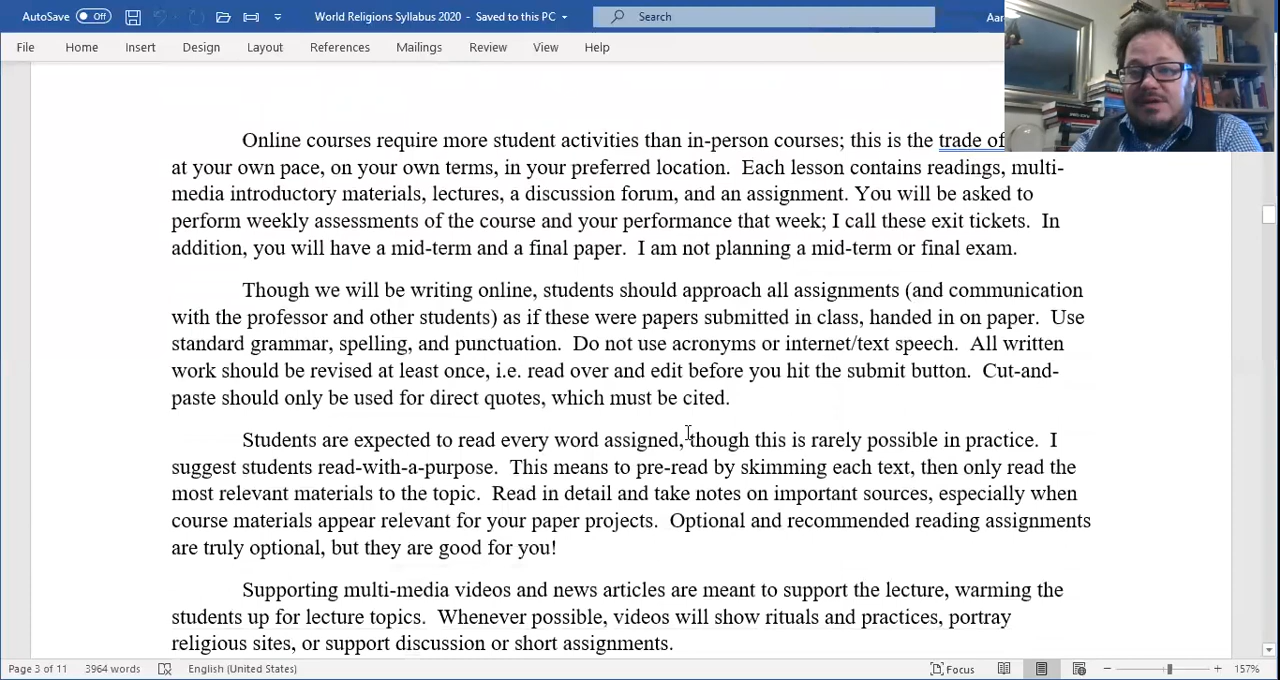 AutoSave Off World Religions Syllabus 2020 - Saved to this PC Search
File Home Insert Design Layout References Mailings Review View Help
Online courses require more student activities than in-person courses; this is the trade
at your own pace, on your own terms, in your preferred location. Each lesson contains readings, multi-
media introductory materials, lectures, a discussion forum, and an assignment. You will be asked to
perform weekly assessments of the course and your performance that week; I call these exit tickets. In
addition, you will have a mid-term and a final paper. I am not planning a mid-term or final exam.
Though we will be writing online, students should approach all assignments (and communication
with the professor and other students) as if these were papers submitted in class, handed in on paper. Use
standard grammar, spelling, and punctuation. Do not use acronyms or internet/text speech. All written
work should be revised at least once, i.e. read over and edit before you hit the submit button. Cut-and-
paste should only be used for direct quotes, which must be cited.
Students are expected to read every word assigned, though this is rarely possible in practice. I
suggest students read-with-a-purpose. This means to pre-read by skimming each text, then only read the
most relevant materials to the topic. Read in detail and take notes on important sources, especially when
course materials appear relevant for your paper projects. Optional and recommended reading assignments
are truly optional, but they are good for you!
Supporting multi-media videos and news articles are meant to support the lecture, warming the
students up for lecture topics. Whenever possible, videos will show rituals and practices, portray
religious sites, or support discussion or short assignments.
Page 3 of 11 3964 words English (United States) Focus 157%